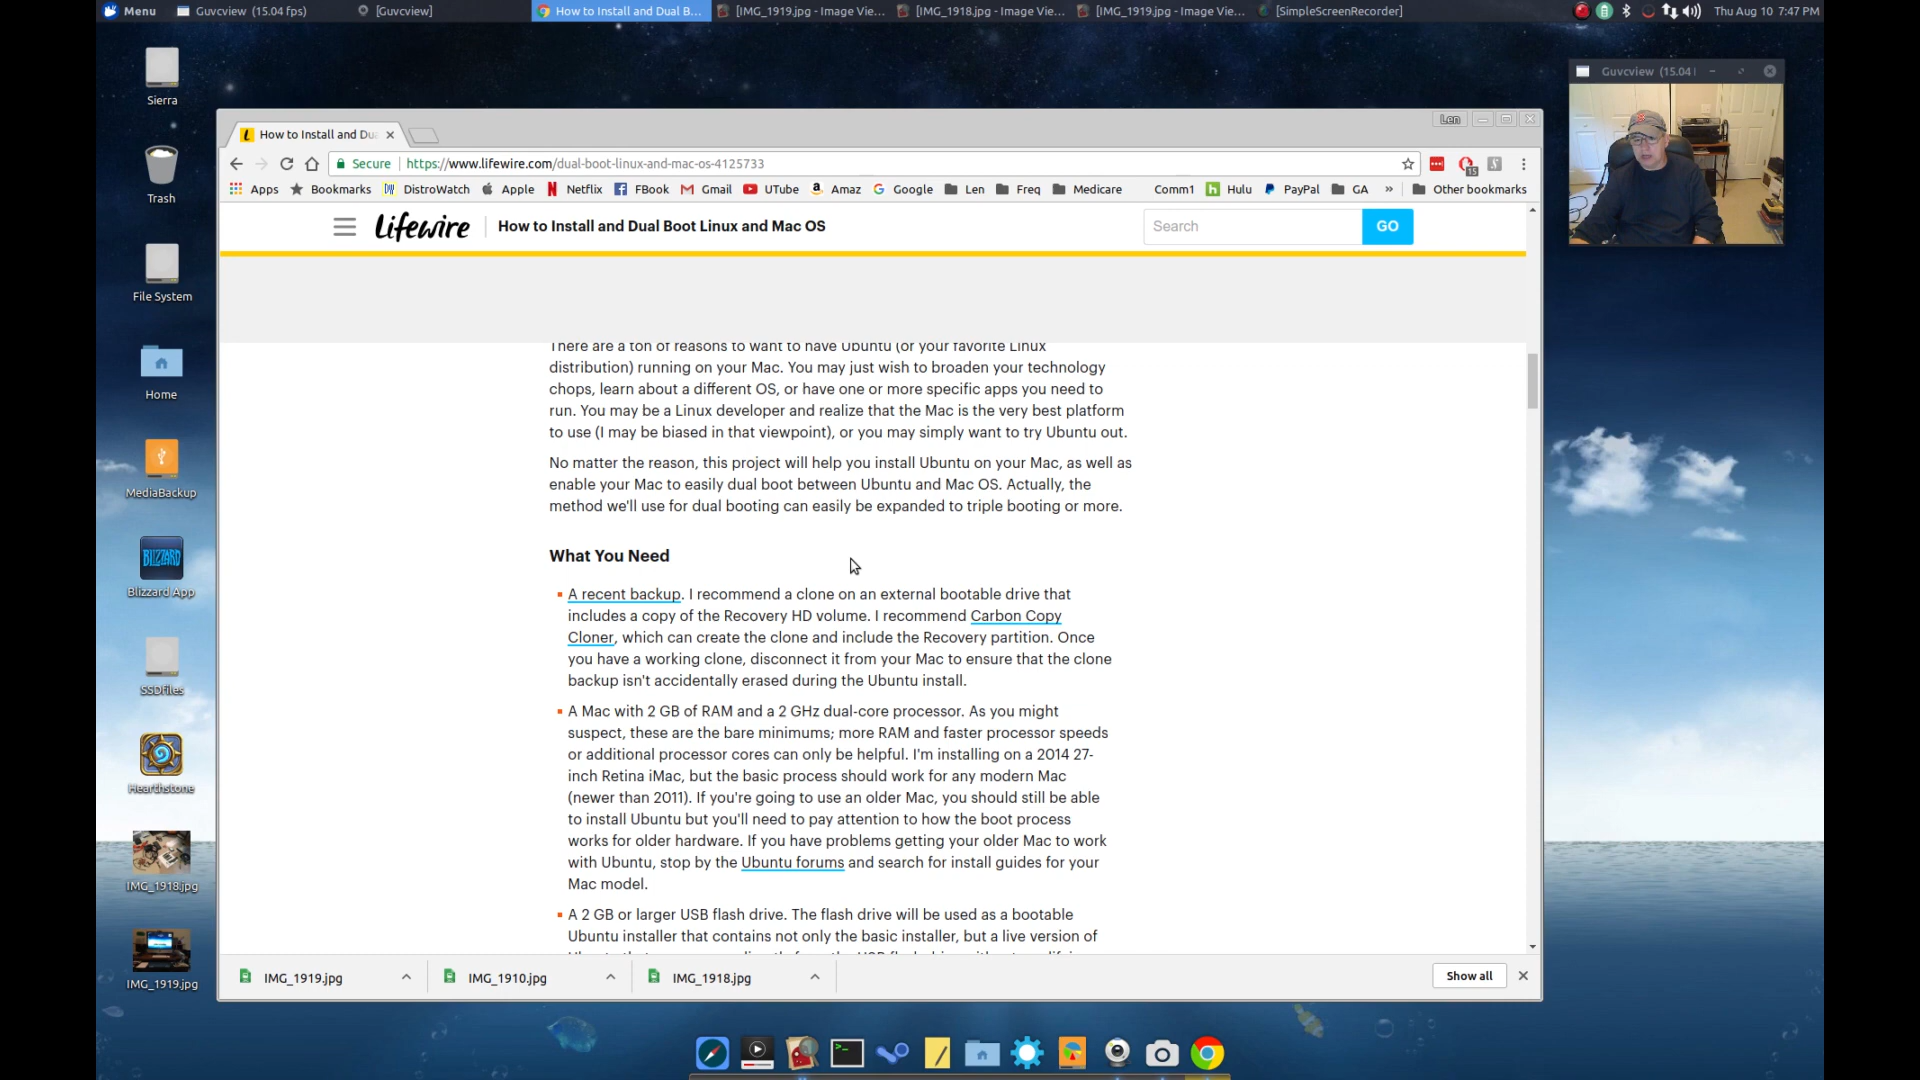 Menu Guvcview (15.04 fps) [Guvcview] How to Install and Dual B... [IMG_1919.jpg - Image Vie... [IMG_1918.jpg - Image Vie... [IMG_1919.jpg - Image Vie... [SimpleScreenRecorder] Thu Aug 10 7:47 PM
Sierra
Trash
File System
Home
MediaBackup
BLIZZARD
Blizzard App
SSDfiles
Hearthstone
IMG_1918.jpg
IMG_1919.jpg
Guvcview (15.04
Len
How to Install and Du
Secure https://www.lifewire.com/dual-boot-linux-and-mac-os-4125733
15
Apps Bookmarks DistroWatch Apple Netflix FBook Gmail UTube Amaz Google Len Freq Medicare Comm1 Hulu PayPal GA » Other bookmarks
Lifewire How to Install and Dual Boot Linux and Mac OS Search GO
There are a ton of reasons to want to have Ubuntu (or your favorite Linux
distribution) running on your Mac. You may just wish to broaden your technology
chops, learn about a different OS, or have one or more specific apps you need to
run. You may be a Linux developer and realize that the Mac is the very best platform
to use (I may be biased in that viewpoint), or you may simply want to try Ubuntu out.
No matter the reason, this project will help you install Ubuntu on your Mac, as well as
enable your Mac to easily dual boot between Ubuntu and Mac OS. Actually, the
method we'll use for dual booting can easily be expanded to triple booting or more.
What You Need
A recent backup. I recommend a clone on an external bootable drive that
includes a copy of the Recovery HD volume. I recommend Carbon Copy
Cloner, which can create the clone and include the Recovery partition. Once
you have a working clone, disconnect it from your Mac to ensure that the clone
backup isn't accidentally erased during the Ubuntu install.
A Mac with 2 GB of RAM and a 2 GHz dual-core processor. As you might
suspect, these are the bare minimums; more RAM and faster processor speeds
or additional processor cores can only be helpful. I'm installing on a 2014 27-
inch Retina iMac, but the basic process should work for any modern Mac
(newer than 2011). If you're going to use an older Mac, you should still be able
to install Ubuntu but you'll need to pay attention to how the boot process
works for older hardware. If you have problems getting your older Mac to work
with Ubuntu, stop by the Ubuntu forums and search for install guides for your
Mac model.
A 2 GB or larger USB flash drive. The flash drive will be used as a bootable
Ubuntu installer that contains not only the basic installer, but a live version of
IMG_1919.jpg IMG_1910.jpg IMG_1918.jpg Show all